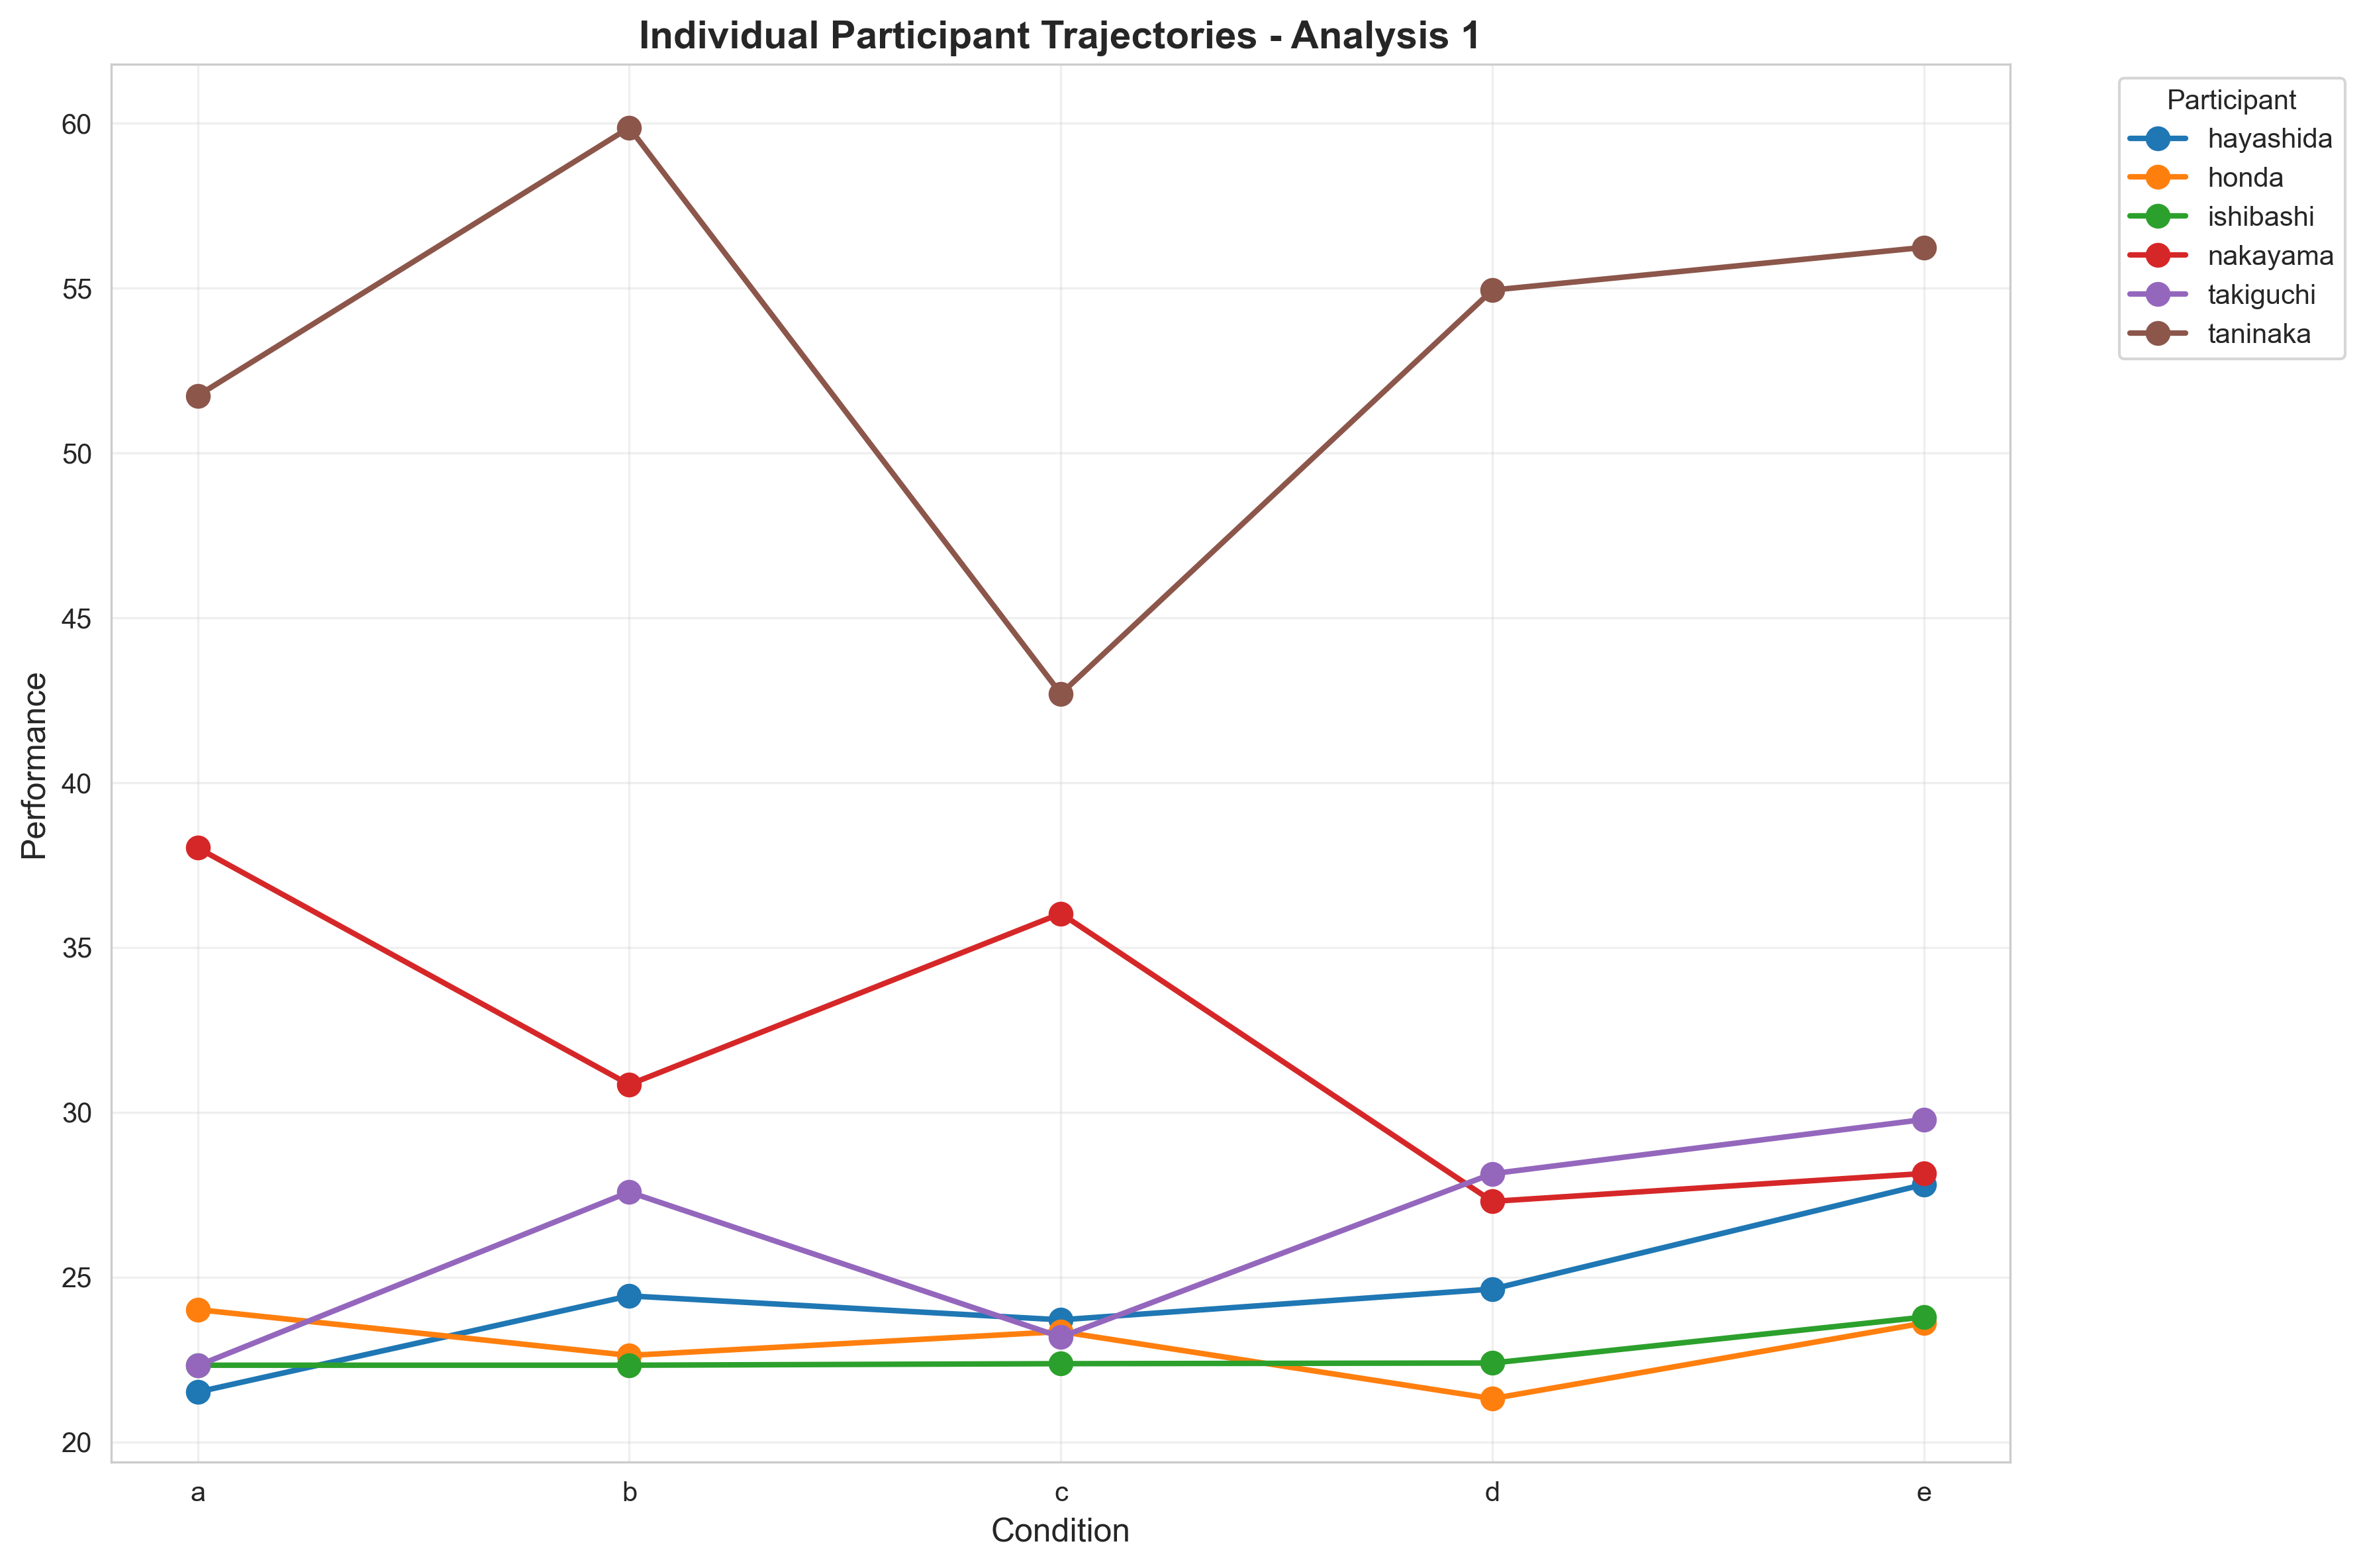 Individual Participant Trajectories - Analysis 1
Participant
hayashida
honda
ishibashi
nakayama
takiguchi
taninaka
Performance
60
55
50
45
40
35
30
25
20
a b c d e
Condition